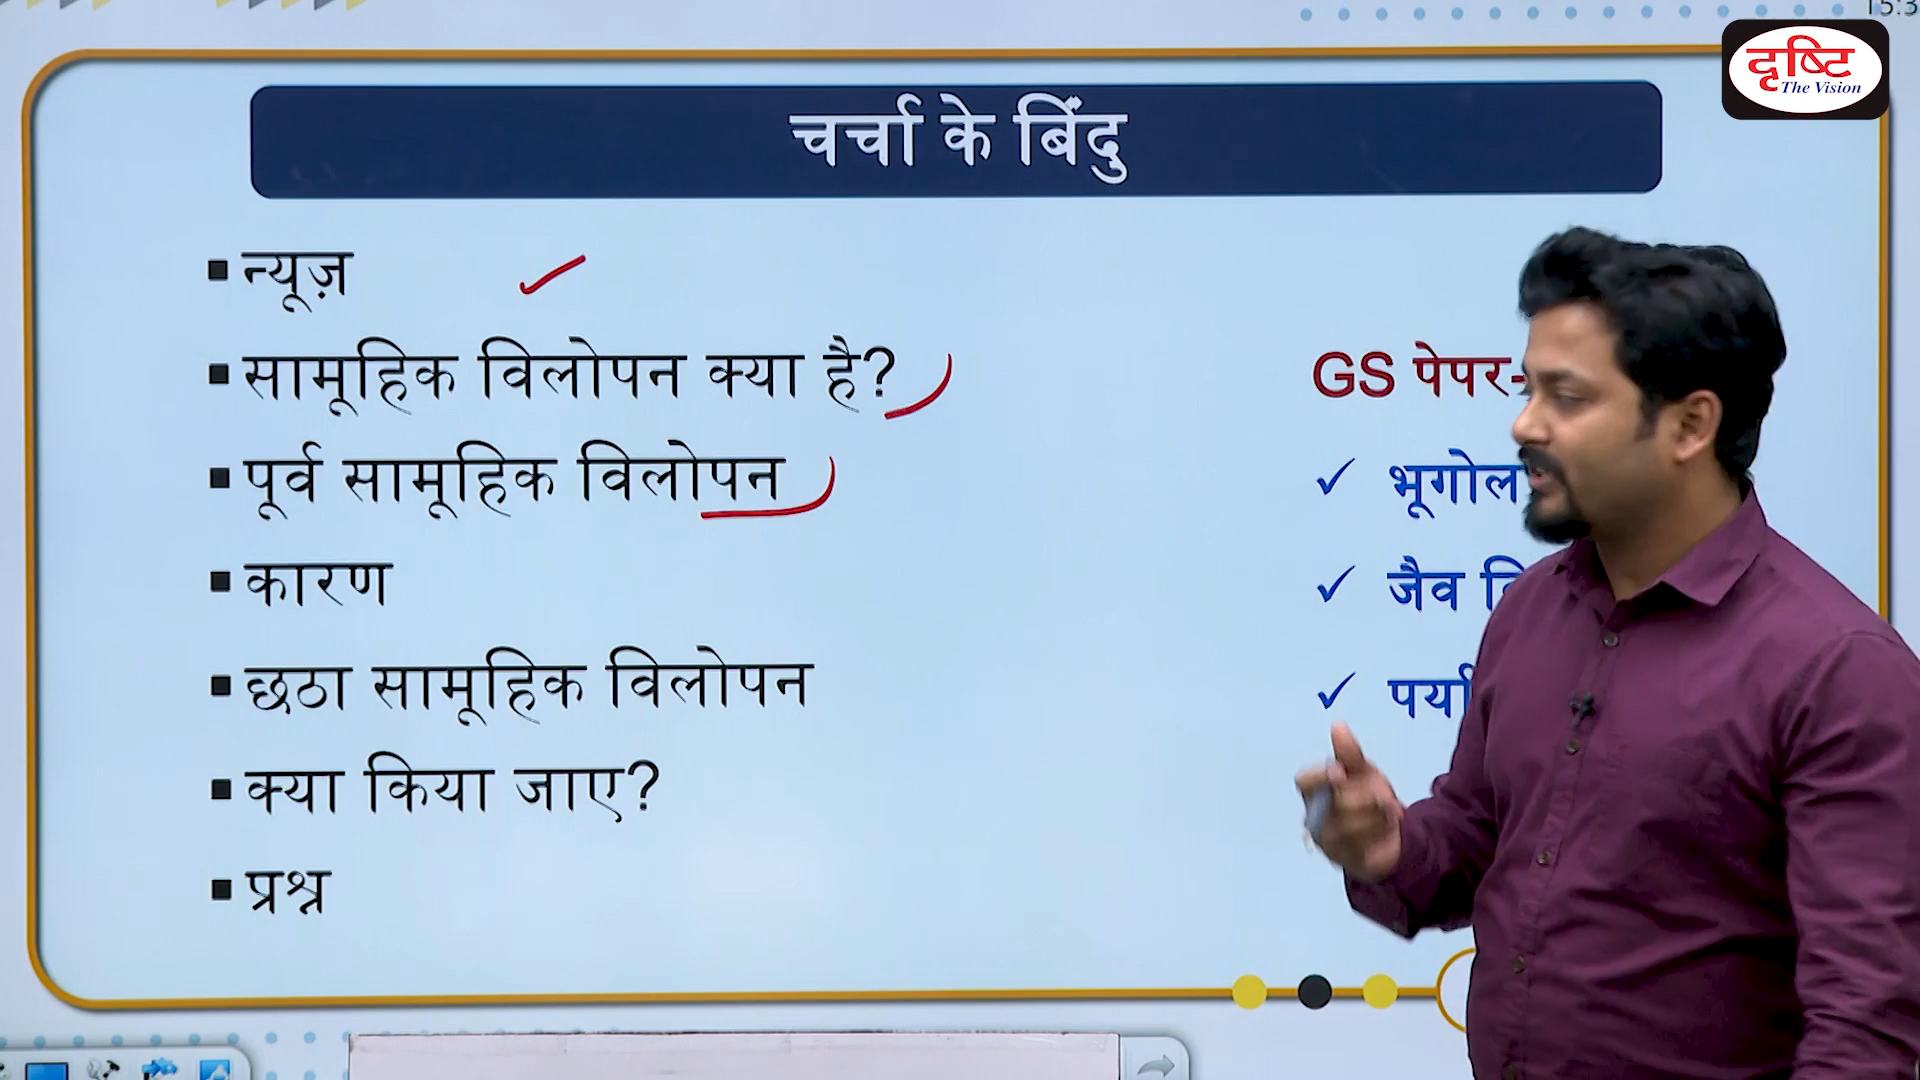 दृष्टि
The Vision
चर्चा के बिंदु
न्यूज़
सामूहिक विलोपन क्या है?
पूर्व सामूहिक विलोपन
कारण
छठा सामूहिक विलोपन
क्या किया जाए?
प्रश्न
GS पेपर-
भूगोल
जैव